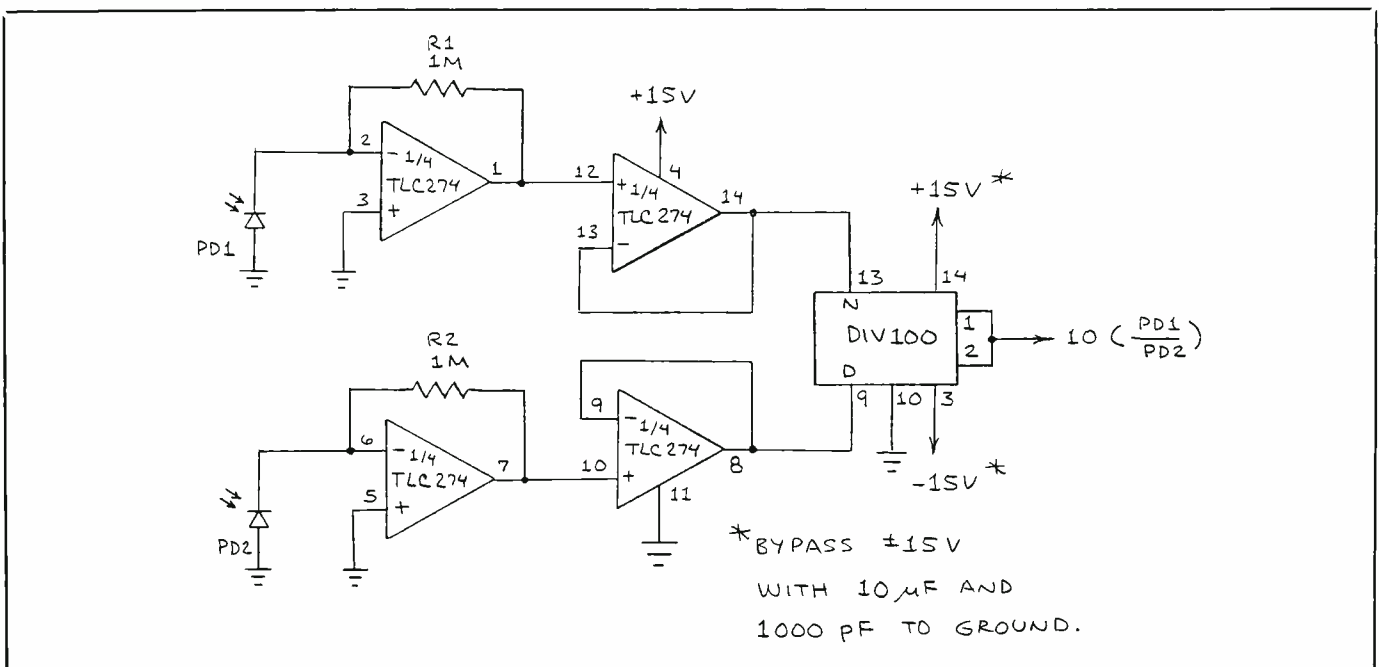 R1
1M
2
-
1/4
TLC274
1
3
+
PD1
+15V
4
12
+
1/4
TLC274
14
13
-
+15V *
13
14
N
DIV100
1
2
D
9
10
3
10 ( PD1 / PD2 )
-15V *
R2
1M
6
-
1/4
TLC274
7
5
+
PD2
9
-
1/4
TLC274
8
10
+
11
* BYPASS ±15V
WITH 10 µF AND
1000 pF TO GROUND.